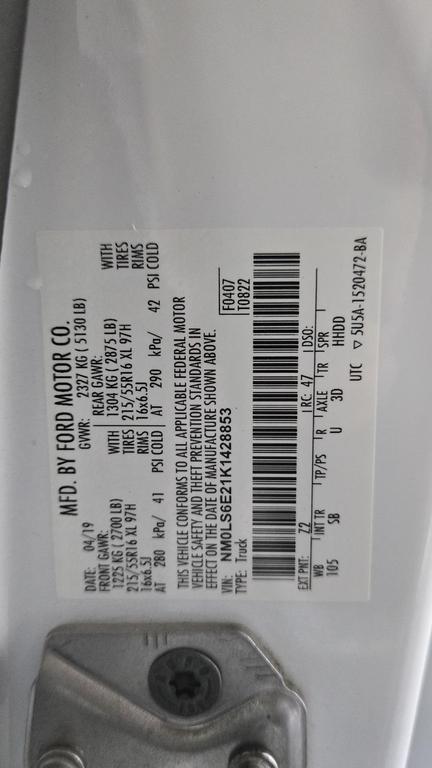 MFD. BY FORD MOTOR CO.
DATE: 04/19 GVWR: 2327 KG ( 5130 LB)
FRONT GAWR: REAR GAWR: WITH
1225 KG ( 2700 LB) WITH 1304 KG ( 2875 LB) TIRES
215/55R16 XL 97H TIRES 215/55R16 XL 97H RIMS
16x6.5J RIMS 16x6.5J
AT 280 kPa/ 41 PSI COLD AT 290 kPa/ 42 PSI COLD
THIS VEHICLE CONFORMS TO ALL APPLICABLE FEDERAL MOTOR
VEHICLE SAFETY AND THEFT PREVENTION STANDARDS IN
EFFECT ON THE DATE OF MANUFACTURE SHOWN ABOVE.
VIN: NM0LS6E21K1428853 F0407
TYPE: Truck T0822
EXT PNT: Z2 RC: 47 DSO:
WB INT TR TP/PS R AXLE TR SPR
105 SB U 3D HHDD
UTC ▽ 5U5A-1520472-BA